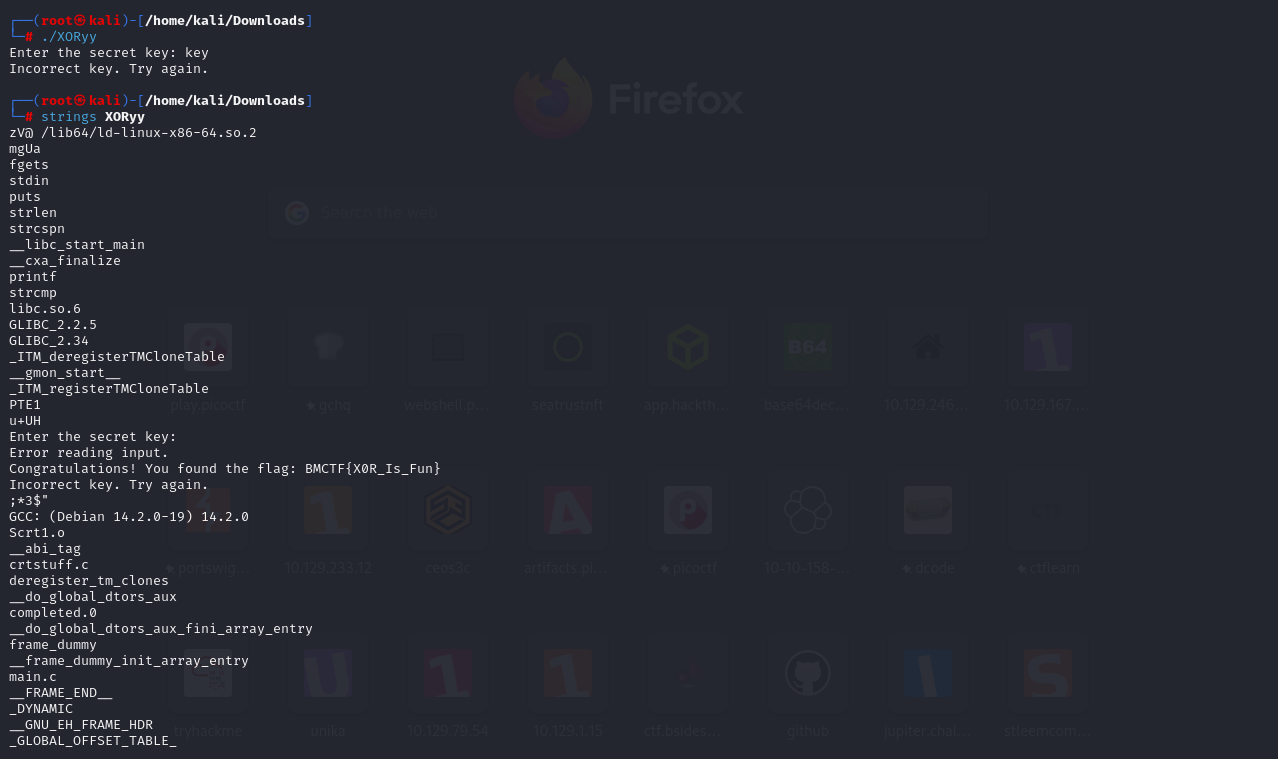 ┌──(root㉿kali)-[/home/kali/Downloads]
└─# ./XORyy
Enter the secret key: key
Incorrect key. Try again.
┌──(root㉿kali)-[/home/kali/Downloads]
└─# strings XORyy
zV@ /lib64/ld-linux-x86-64.so.2
mgUa
fgets
stdin
puts
strlen
strcspn
__libc_start_main
__cxa_finalize
printf
strcmp
libc.so.6
GLIBC_2.2.5
GLIBC_2.34
_ITM_deregisterTMCloneTable
__gmon_start__
_ITM_registerTMCloneTable
PTE1
u+UH
Enter the secret key:
Error reading input.
Congratulations! You found the flag: BMCTF{X0R_Is_Fun}
Incorrect key. Try again.
;*3$"
GCC: (Debian 14.2.0-19) 14.2.0
Scrt1.o
__abi_tag
crtstuff.c
deregister_tm_clones
__do_global_dtors_aux
completed.0
__do_global_dtors_aux_fini_array_entry
frame_dummy
__frame_dummy_init_array_entry
main.c
__FRAME_END__
_DYNAMIC
__GNU_EH_FRAME_HDR
_GLOBAL_OFFSET_TABLE_
Firefox
Search the web
play.picoctf
gchq
webshell.p…
seatrustnft
app.hackth…
base64dec…
10.129.246…
10.129.167.…
B64
portswig…
10.129.233.12
ceos3c
artifacts.pi…
picoctf
10-10-158-…
dcode
ctflearn
tryhackme
unika
10.129.79.54
10.129.1.15
ctf.bsides…
github
jupiter.chal…
steemcom…